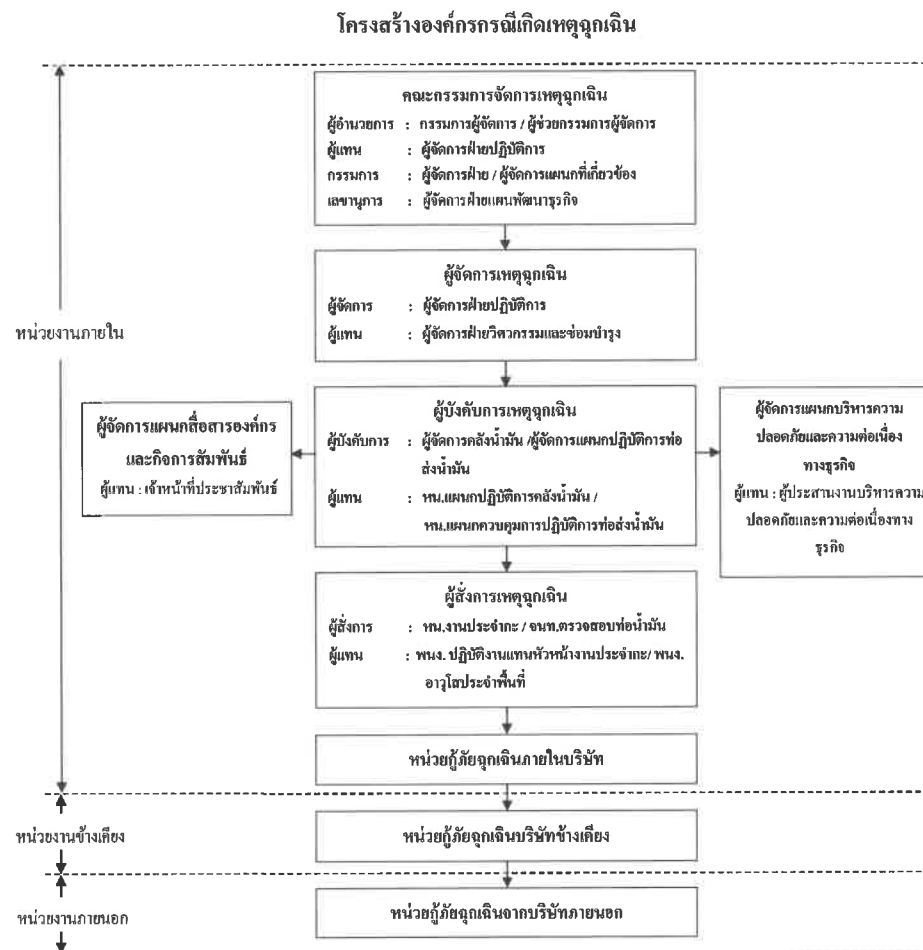 โครงสร้างองค์กรกรณีเกิดเหตุฉุกเฉิน
คณะกรรมการจัดการเหตุฉุกเฉิน
ผู้อำนวยการ : กรรมการผู้จัดการ / ผู้ช่วยกรรมการผู้จัดการ
ผู้แทน : ผู้จัดการฝ่ายปฏิบัติการ
กรรมการ : ผู้จัดการฝ่าย / ผู้จัดการแผนกที่เกี่ยวข้อง
เลขานุการ : ผู้จัดการฝ่ายแผนพัฒนาธุรกิจ
ผู้จัดการเหตุฉุกเฉิน
ผู้จัดการ : ผู้จัดการฝ่ายปฏิบัติการ
ผู้แทน : ผู้จัดการฝ่ายวิศวกรรมและซ่อมบำรุง
หน่วยงานภายใน
ผู้จัดการแผนกสื่อสารองค์กร
และกิจการสัมพันธ์
ผู้แทน : เจ้าหน้าที่ประชาสัมพันธ์
ผู้บังคับการเหตุฉุกเฉิน
ผู้บังคับการ : ผู้จัดการคลังน้ำมัน /ผู้จัดการแผนกปฏิบัติการท่อ
ส่งน้ำมัน
ผู้แทน : หน.แผนกปฏิบัติการคลังน้ำมัน /
หน.แผนกควบคุมการปฏิบัติการท่อส่งน้ำมัน
ผู้จัดการแผนกบริหารความ
ปลอดภัยและความต่อเนื่อง
ทางธุรกิจ
ผู้แทน : ผู้ประสานงานบริหารความ
ปลอดภัยและความต่อเนื่องทาง
ธุรกิจ
ผู้สั่งการเหตุฉุกเฉิน
ผู้สั่งการ : หน.งานประจำกะ / จนท.ตรวจสอบท่อน้ำมัน
ผู้แทน : พนง. ปฏิบัติงานแทนหัวหน้างานประจำกะ/ พนง.
อาวุโสประจำพื้นที่
หน่วยกู้ภัยฉุกเฉินภายในบริษัท
หน่วยงานข้างเคียง
หน่วยกู้ภัยฉุกเฉินบริษัทข้างเคียง
หน่วยงานภายนอก
หน่วยกู้ภัยฉุกเฉินจากบริษัทภายนอก